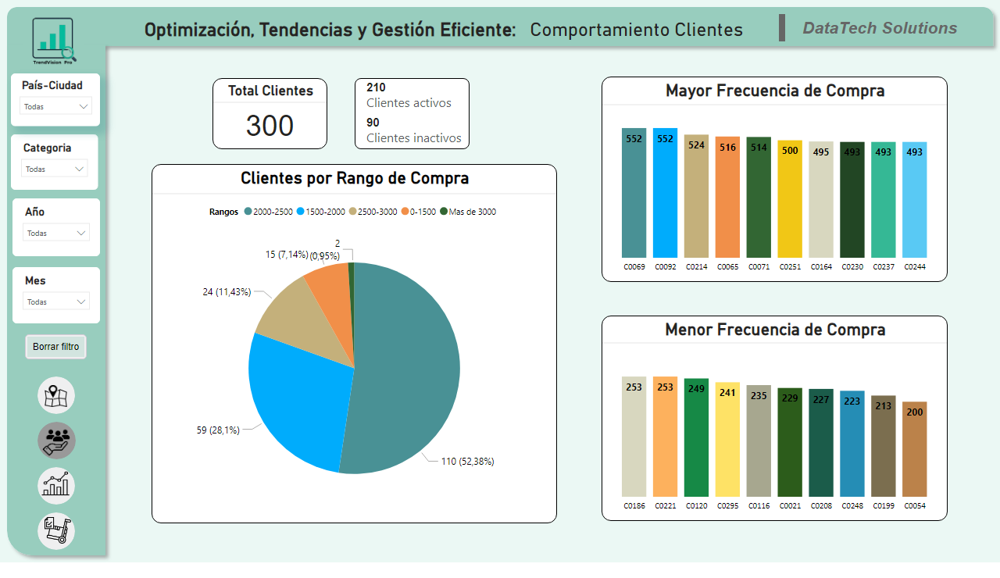 TrendVision Pro
Optimización, Tendencias y Gestión Eficiente: Comportamiento Clientes
DataTech Solutions
País-Ciudad
Todas
Categoria
Todas
Año
Todas
Mes
Todas
Borrar filtro
Total Clientes
300
210
Clientes activos
90
Clientes inactivos
Clientes por Rango de Compra
Rangos 2000-2500 1500-2000 2500-3000 0-1500 Mas de 3000
2
(0,95%)
15 (7,14%)
24 (11,43%)
59 (28,1%)
110 (52,38%)
Mayor Frecuencia de Compra
552 552 524 516 514 500 495 493 493 493
C0069 C0092 C0214 C0065 C0071 C0251 C0164 C0230 C0237 C0244
Menor Frecuencia de Compra
253 253 249 241 235 229 227 223 213 200
C0186 C0221 C0120 C0295 C0116 C0021 C0208 C0248 C0199 C0054